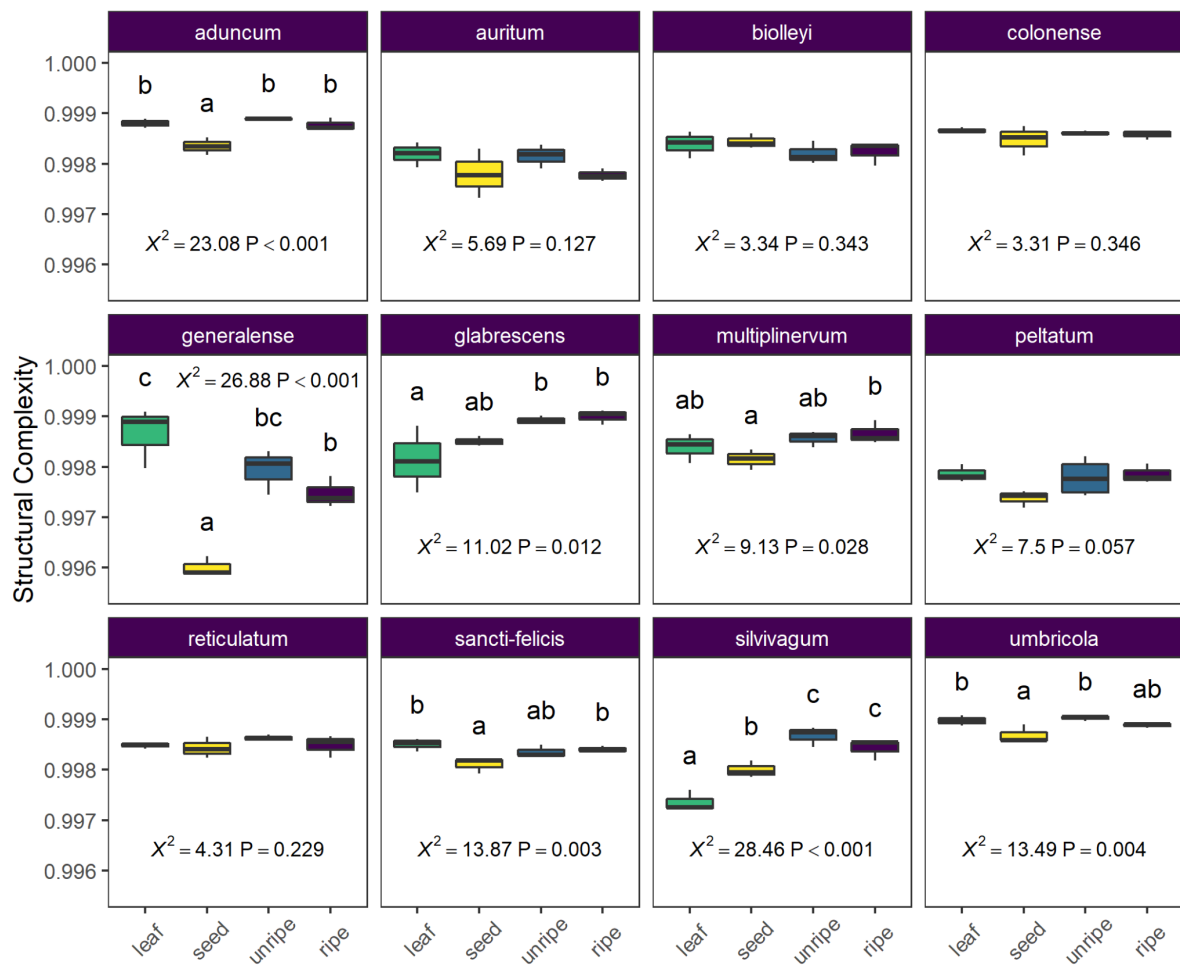 aduncum auritum biolleyi colonense
1.000
b a b b
0.999
0.998
0.997
X² = 23.08 P < 0.001 X² = 5.69 P = 0.127 X² = 3.34 P = 0.343 X² = 3.31 P = 0.346
0.996
generalense glabrescens multiplinervum peltatum
1.000
c X² = 26.88 P < 0.001 a ab b b ab a ab b
0.999
bc b
0.998
0.997
a
X² = 11.02 P = 0.012 X² = 9.13 P = 0.028 X² = 7.5 P = 0.057
0.996
Structural Complexity
reticulatum sancti-felicis silvivagum umbricola
1.000
b a ab b a b c c b a b ab
0.999
0.998
0.997
X² = 4.31 P = 0.229 X² = 13.87 P = 0.003 X² = 28.46 P < 0.001 X² = 13.49 P = 0.004
0.996
leaf seed unripe ripe leaf seed unripe ripe leaf seed unripe ripe leaf seed unripe ripe